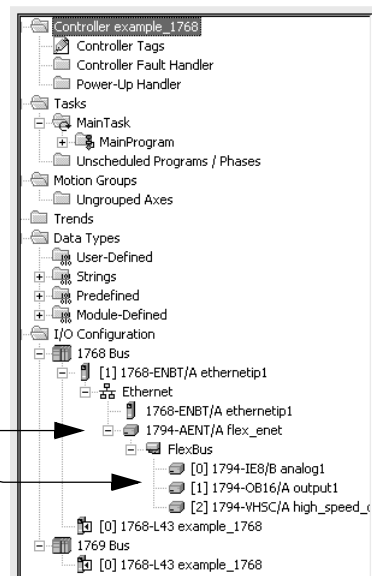 Controller example_1768
Controller Tags
Controller Fault Handler
Power-Up Handler
Tasks
MainTask
MainProgram
Unscheduled Programs / Phases
Motion Groups
Ungrouped Axes
Trends
Data Types
User-Defined
Strings
Predefined
Module-Defined
I/O Configuration
1768 Bus
[1] 1768-ENBT/A ethernetip1
Ethernet
1768-ENBT/A ethernetip1
1794-AENT/A flex_enet
FlexBus
[0] 1794-IE8/B analog1
[1] 1794-OB16/A output1
[2] 1794-VHSC/A high_speed_
[0] 1768-L43 example_1768
1769 Bus
[0] 1768-L43 example_1768